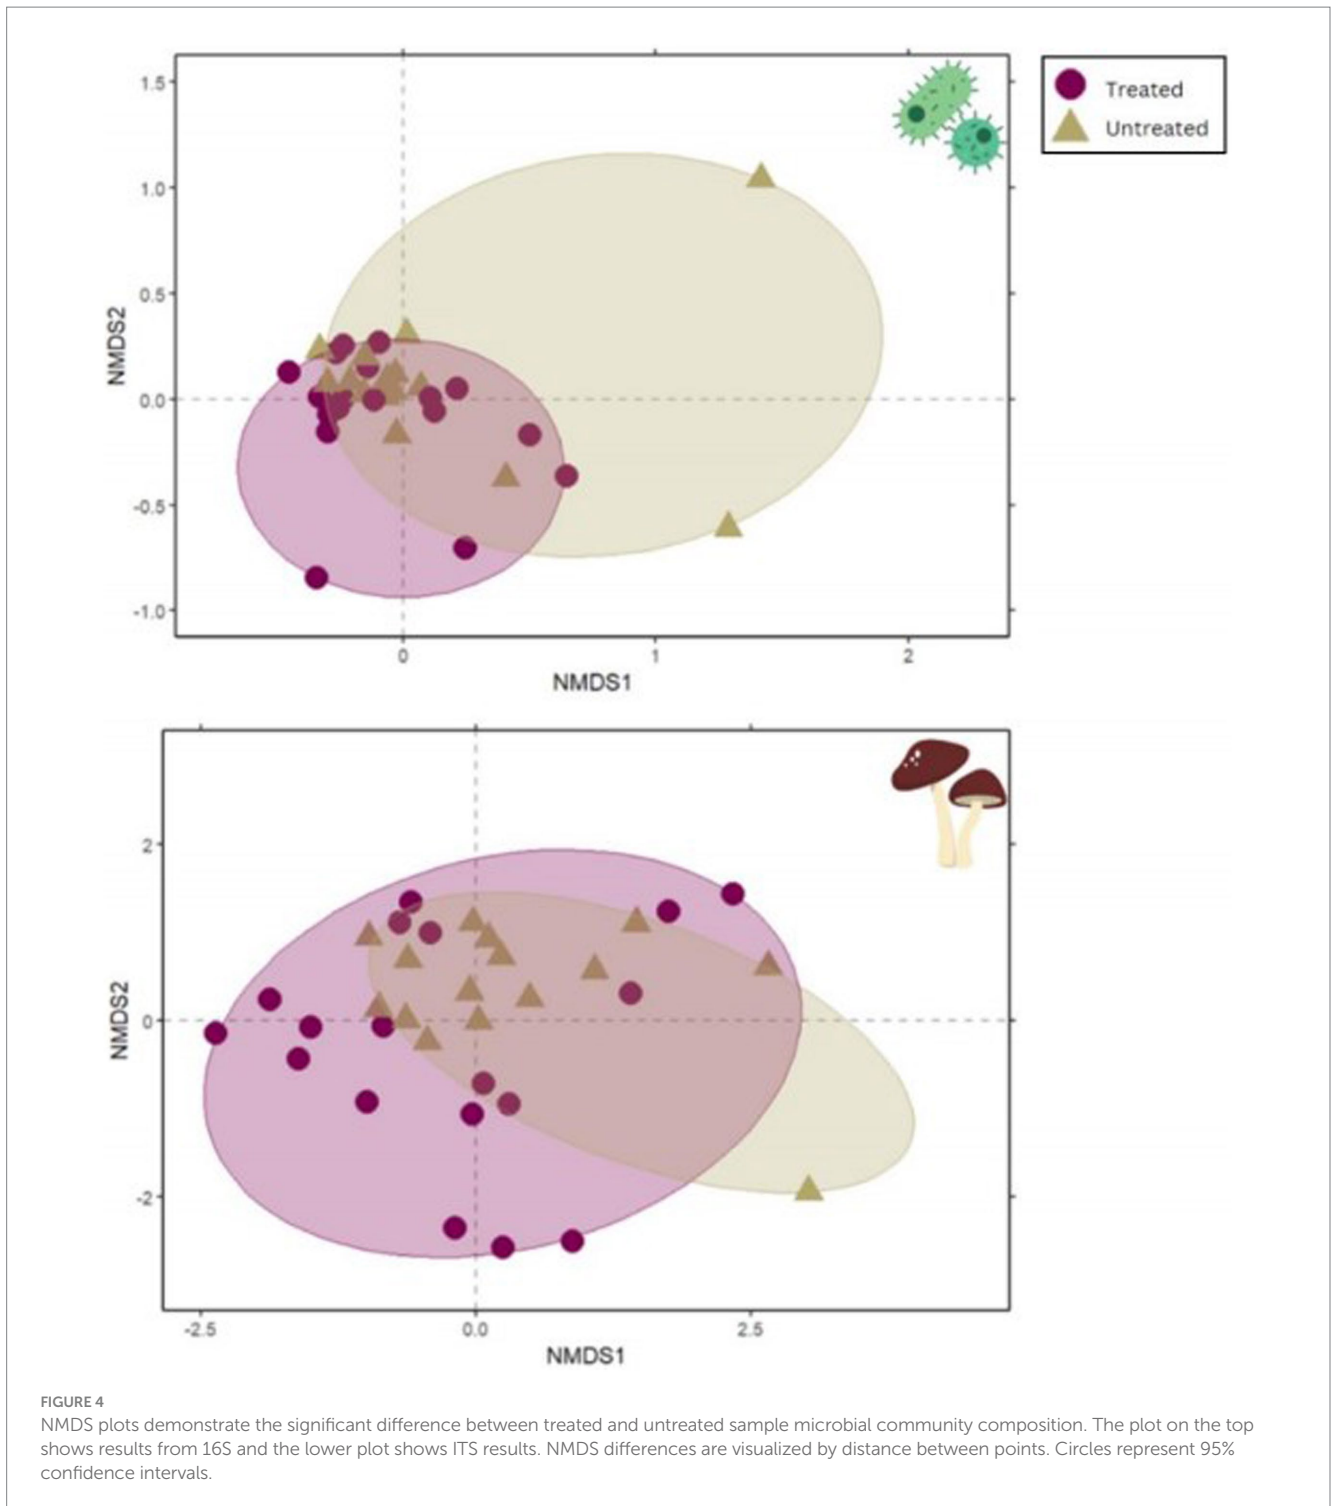 1.5
1.0
0.5
0.0
-0.5
-1.0
NMDS2
0
1
2
NMDS1
Treated
Untreated
2
0
-2
NMDS2
-2.5
0.0
2.5
NMDS1
FIGURE 4
NMDS plots demonstrate the significant difference between treated and untreated sample microbial community composition. The plot on the top
shows results from 16S and the lower plot shows ITS results. NMDS differences are visualized by distance between points. Circles represent 95%
confidence intervals.